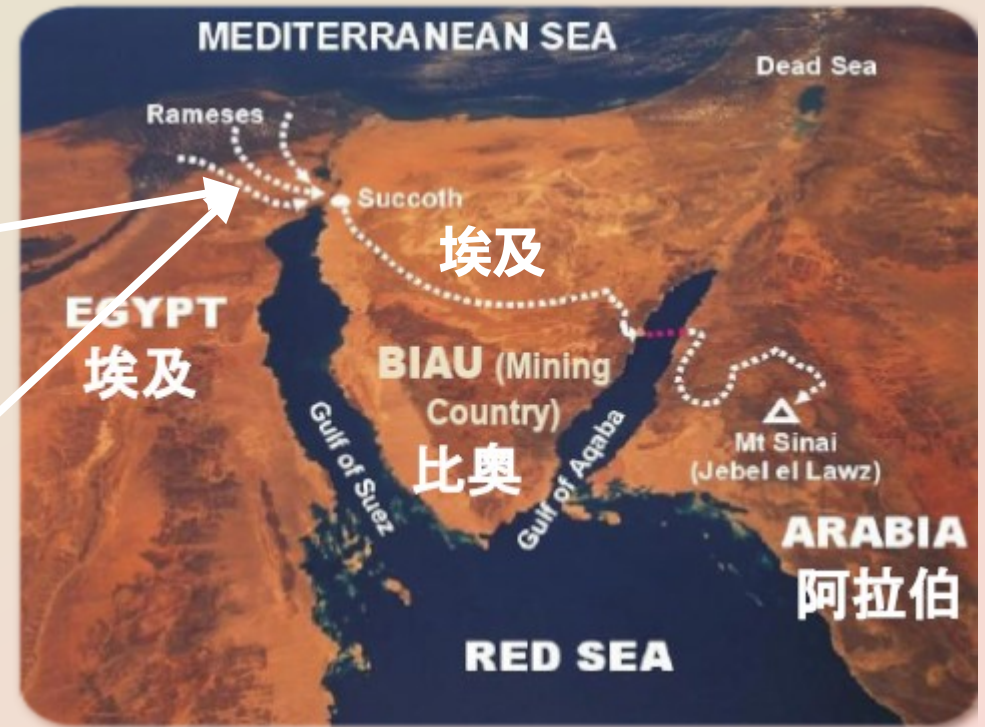 MEDITERRANEAN SEA
Dead Sea
Rameses
Succoth
埃及
EGYPT
埃及
BIAU (Mining
Country)
比奥
Gulf of Suez
Gulf of Aqaba
Mt Sinai
(Jebel el Lawz)
ARABIA
阿拉伯
RED SEA